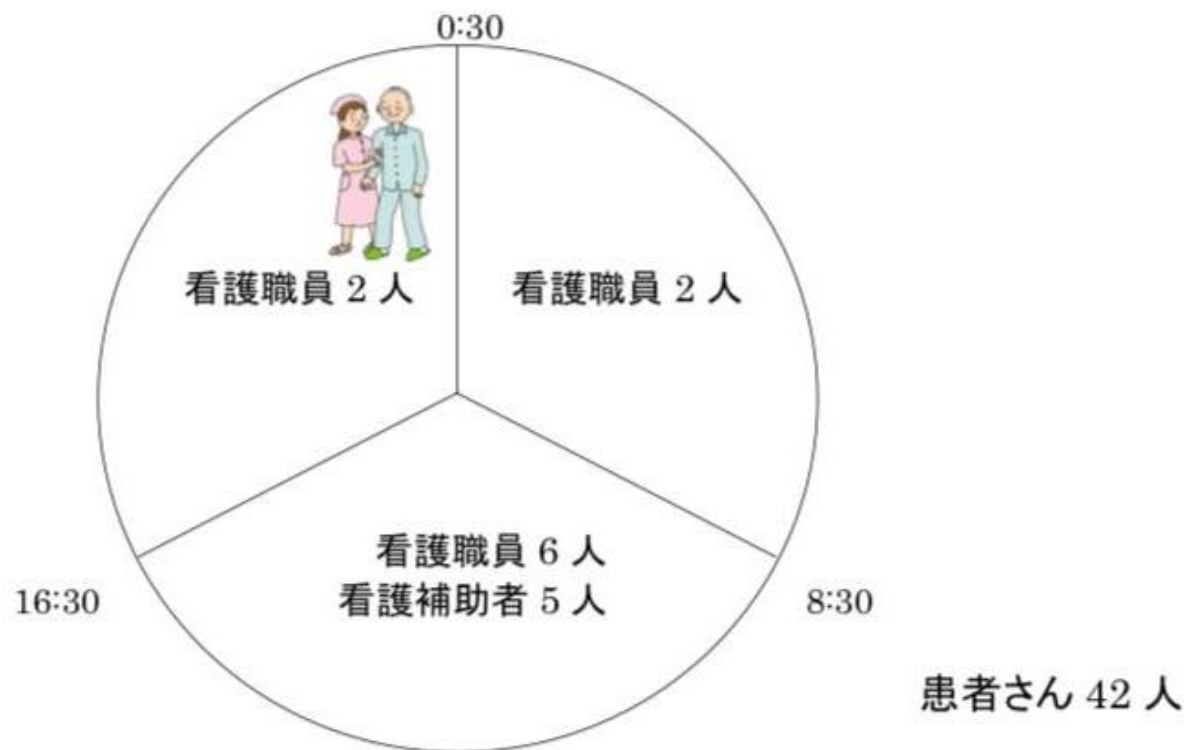 0:30
看護職員 2 人
看護職員 2 人
看護職員 6 人
看護補助者 5 人
16:30
8:30
患者さん 42 人